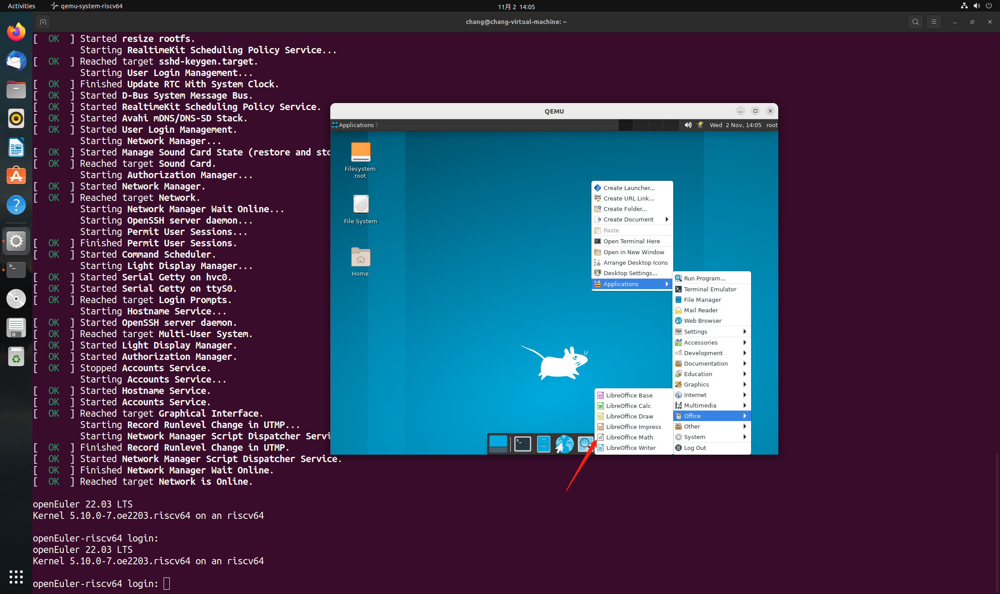 Activities
qemu-system-riscv64
11月 2 14:05
chang@chang-virtual-machine: ~
[  OK  ] Started resize rootfs.
Starting RealtimeKit Scheduling Policy Service...
[  OK  ] Reached target sshd-keygen.target.
Starting User Login Management...
[  OK  ] Finished Update RTC With System Clock.
[  OK  ] Started D-Bus System Message Bus.
[  OK  ] Started RealtimeKit Scheduling Policy Service.
[  OK  ] Started Avahi mDNS/DNS-SD Stack.
[  OK  ] Started User Login Management.
Starting Network Manager...
[  OK  ] Started Manage Sound Card State (restore and sto
[  OK  ] Reached target Sound Card.
Starting Authorization Manager...
[  OK  ] Started Network Manager.
[  OK  ] Reached target Network.
Starting Network Manager Wait Online...
Starting OpenSSH server daemon...
Starting Permit User Sessions...
[  OK  ] Finished Permit User Sessions.
[  OK  ] Started Command Scheduler.
Starting Light Display Manager...
[  OK  ] Started Serial Getty on hvc0.
[  OK  ] Started Serial Getty on ttyS0.
[  OK  ] Reached target Login Prompts.
Starting Hostname Service...
[  OK  ] Started OpenSSH server daemon.
[  OK  ] Reached target Multi-User System.
[  OK  ] Started Light Display Manager.
[  OK  ] Started Authorization Manager.
[  OK  ] Stopped Accounts Service.
Starting Accounts Service...
[  OK  ] Started Hostname Service.
[  OK  ] Started Accounts Service.
[  OK  ] Reached target Graphical Interface.
Starting Record Runlevel Change in UTMP...
Starting Network Manager Script Dispatcher Servi
[  OK  ] Finished Record Runlevel Change in UTMP.
[  OK  ] Started Network Manager Script Dispatcher Service.
[  OK  ] Finished Network Manager Wait Online.
[  OK  ] Reached target Network is Online.
openEuler 22.03 LTS
Kernel 5.10.0-7.oe2203.riscv64 on an riscv64
openEuler-riscv64 login:
openEuler 22.03 LTS
Kernel 5.10.0-7.oe2203.riscv64 on an riscv64
openEuler-riscv64 login:
QEMU
Applications
Wed 2 Nov, 14:05 root
Filesystem
root
File System
Home
Create Launcher...
Create URL Link...
Create Folder...
Create Document
Paste
Open Terminal Here
Open in New Window
Arrange Desktop Icons
Desktop Settings...
Applications
Run Program...
Terminal Emulator
File Manager
Mail Reader
Web Browser
Settings
Accessories
Development
Documentation
Education
Graphics
Internet
Multimedia
Office
Other
System
Log Out
LibreOffice Base
LibreOffice Calc
LibreOffice Draw
LibreOffice Impress
LibreOffice Math
LibreOffice Writer